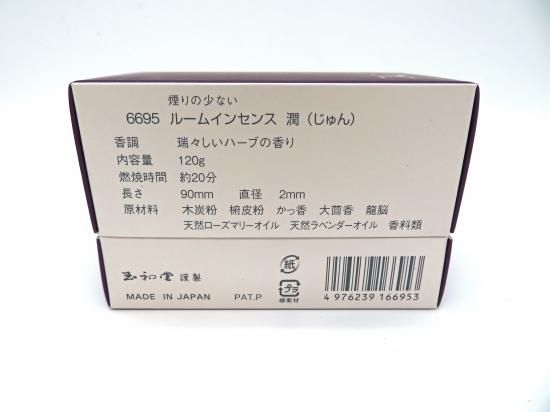 煙りの少ない
6695 ルームインセンス 潤（じゅん）
香調 瑞々しいハーブの香り
内容量 120g
燃焼時間 約20分
長さ 90mm 直径 2mm
原材料 木炭粉 椨皮粉 かっ香 大茴香 龍脳
天然ローズマリーオイル 天然ラベンダーオイル 香料類
玉初堂 謹製
MADE IN JAPAN PAT.P
紙
プラ
緩衝材
4 976239 166953